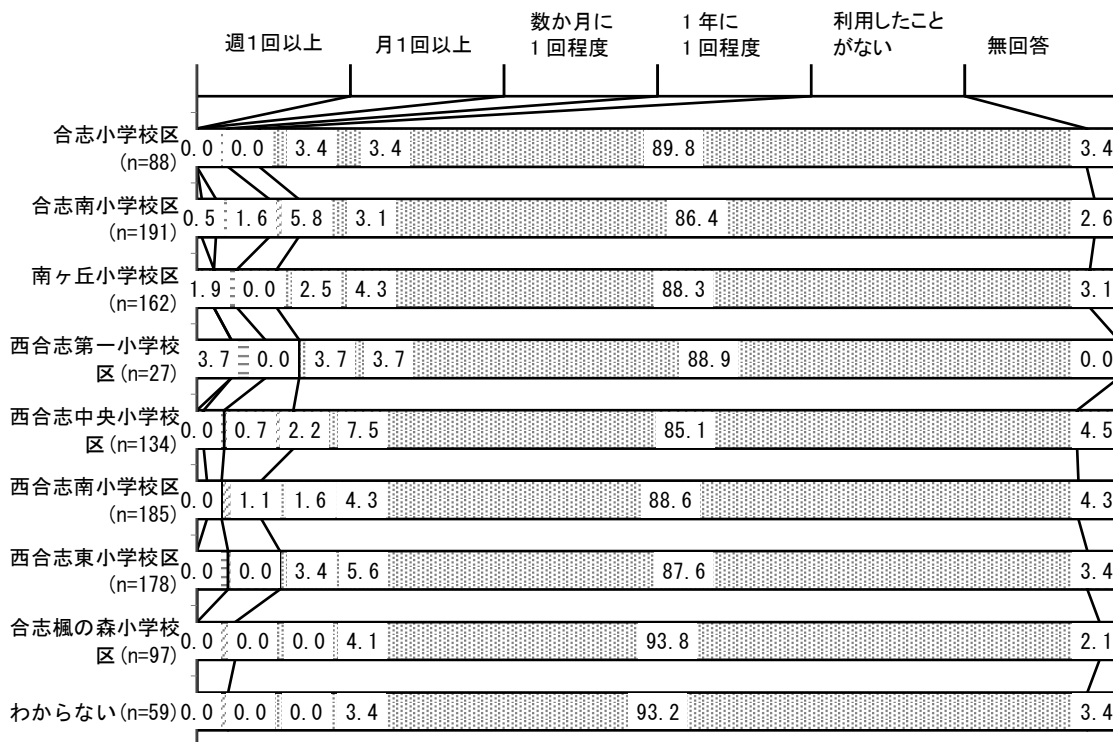 週1回以上
月1回以上
数か月に
1回程度
1年に
1回程度
利用したこと
がない
無回答
合志小学校区
(n=88)
0.0 0.0 3.4 3.4 89.8 3.4
合志南小学校区
(n=191)
0.5 1.6 5.8 3.1 86.4 2.6
南ヶ丘小学校区
(n=162)
1.9 0.0 2.5 4.3 88.3 3.1
西合志第一小学校
区(n=27)
3.7 0.0 3.7 3.7 88.9 0.0
西合志中央小学校
区(n=134)
0.0 0.7 2.2 7.5 85.1 4.5
西合志南小学校区
(n=185)
0.0 1.1 1.6 4.3 88.6 4.3
西合志東小学校区
(n=178)
0.0 0.0 3.4 5.6 87.6 3.4
合志楓の森小学校
区(n=97)
0.0 0.0 0.0 4.1 93.8 2.1
わからない(n=59)
0.0 0.0 0.0 3.4 93.2 3.4